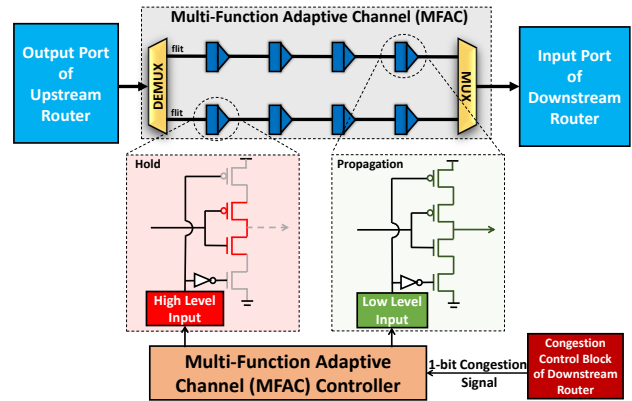 Multi-Function Adaptive Channel (MFAC)
Output Port
of
Upstream
Router
DEMUX
flit
flit
MUX
Input Port
of
Downstream
Router
Hold
Propagation
High Level
Input
Low Level
Input
Multi-Function Adaptive
Channel (MFAC) Controller
1-bit Congestion
Signal
Congestion
Control Block
of Downstream
Router